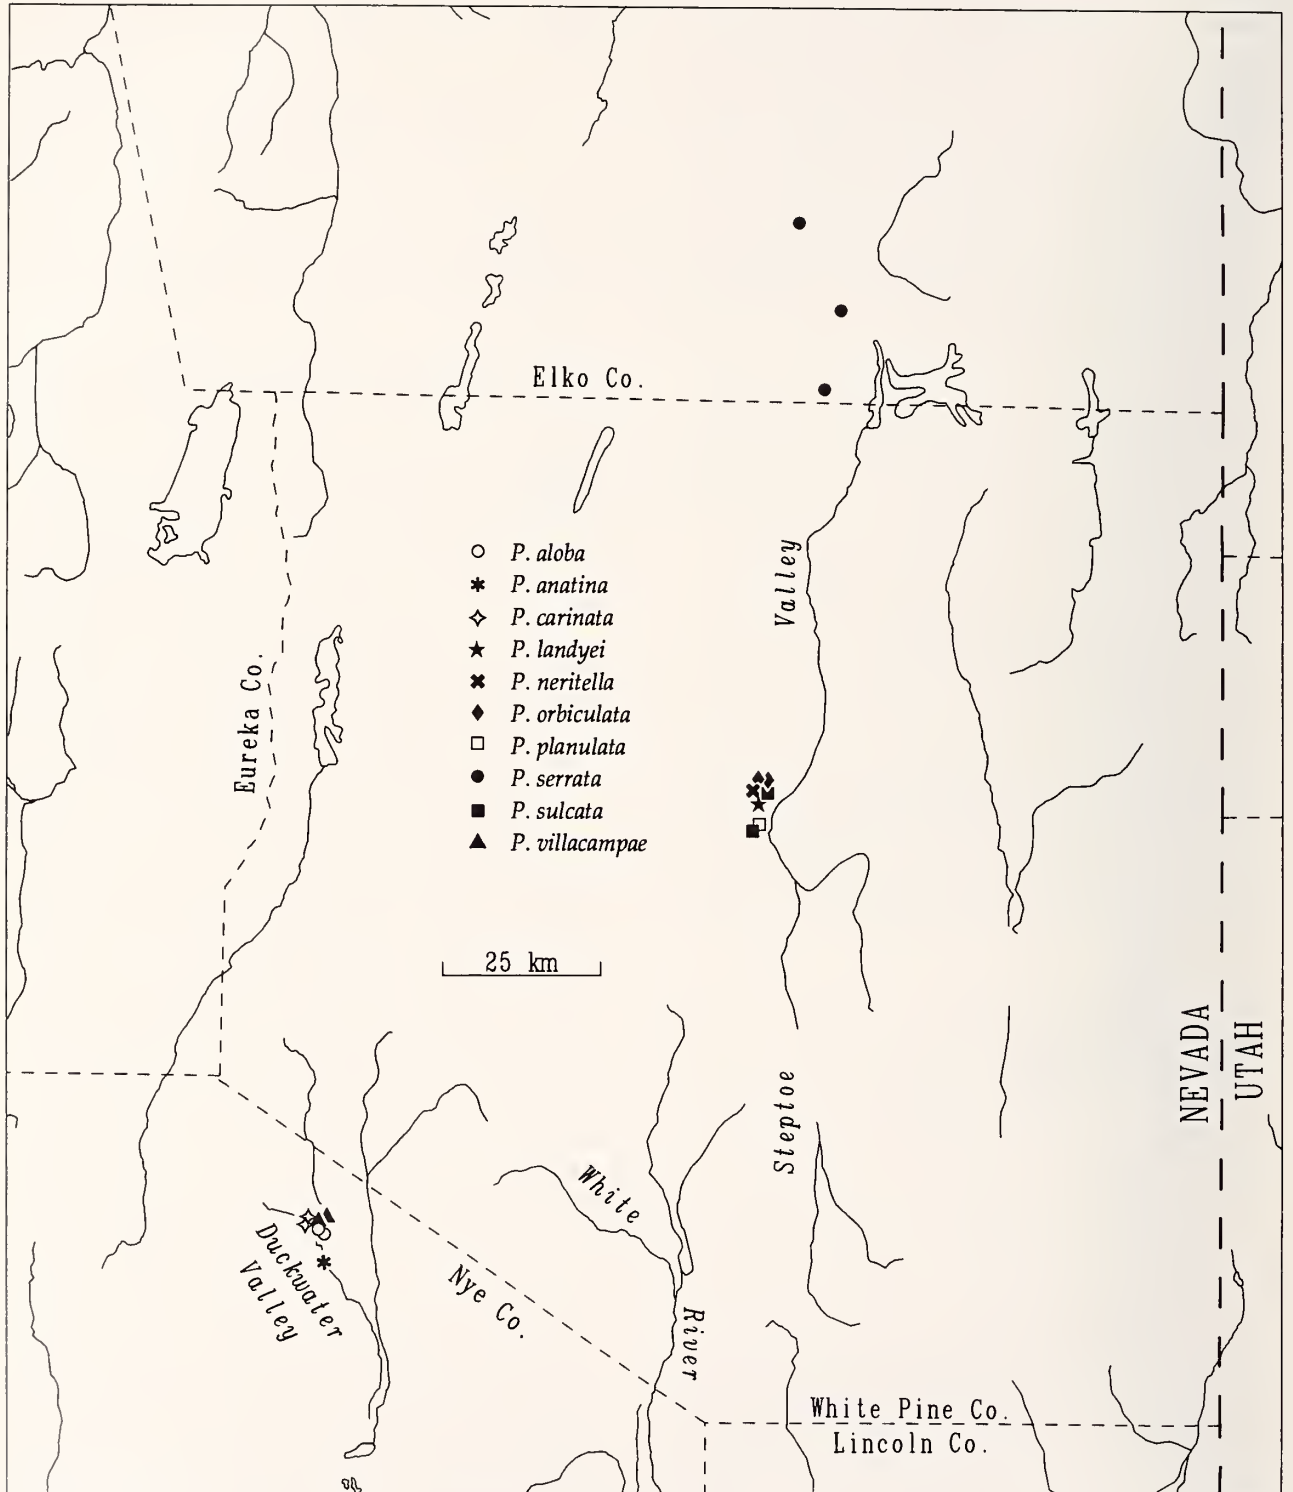 Elko Co.
P. aloba
P. anatina
P. carinata
P. landyei
P. neritella
P. orbiculata
P. planulata
P. serrata
P. sulcata
P. villacampae
Valley
Eureka Co.
25 km
NEVADA
UTAH
Steptoe
White
River
Duckwater
Valley
Nye Co.
White Pine Co.
Lincoln Co.